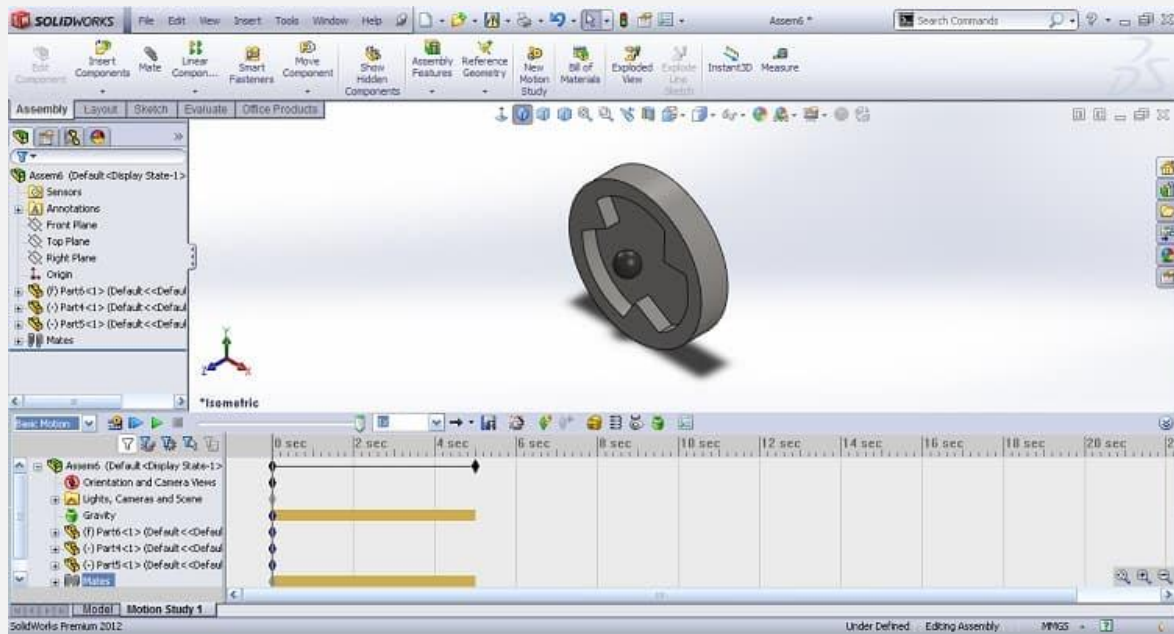 SOLIDWORKS File Edit View Insert Tools Window Help Assem6 * Search Commands
Edit Component
Insert Components
Mate
Linear Compon...
Smart Fasteners
Move Component
Show Hidden Components
Assembly Features
Reference Geometry
New Motion Study
Bill of Materials
Exploded View
Explode Line Sketch
Instant3D
Measure
Assembly Layout Sketch Evaluate Office Products
Assem6 (Default<Display State-1>
Sensors
Annotations
Front Plane
Top Plane
Right Plane
Origin
(f) Part6<1> (Default<<Defaul
(-) Part4<1> (Default<<Defaul
(-) Part5<1> (Default<<Defaul
Mates
*Isometric
Basic Motion
0 sec 2 sec 4 sec 6 sec 8 sec 10 sec 12 sec 14 sec 16 sec 18 sec 20 sec
Assem6 (Default<Display State-1>
Orientation and Camera Views
Lights, Cameras and Scene
Gravity
(f) Part6<1> (Default<<Defaul
(-) Part4<1> (Default<<Defaul
(-) Part5<1> (Default<<Defaul
Mates
Model Motion Study 1
SolidWorks Premium 2012 Under Defined Editing Assembly MMGS